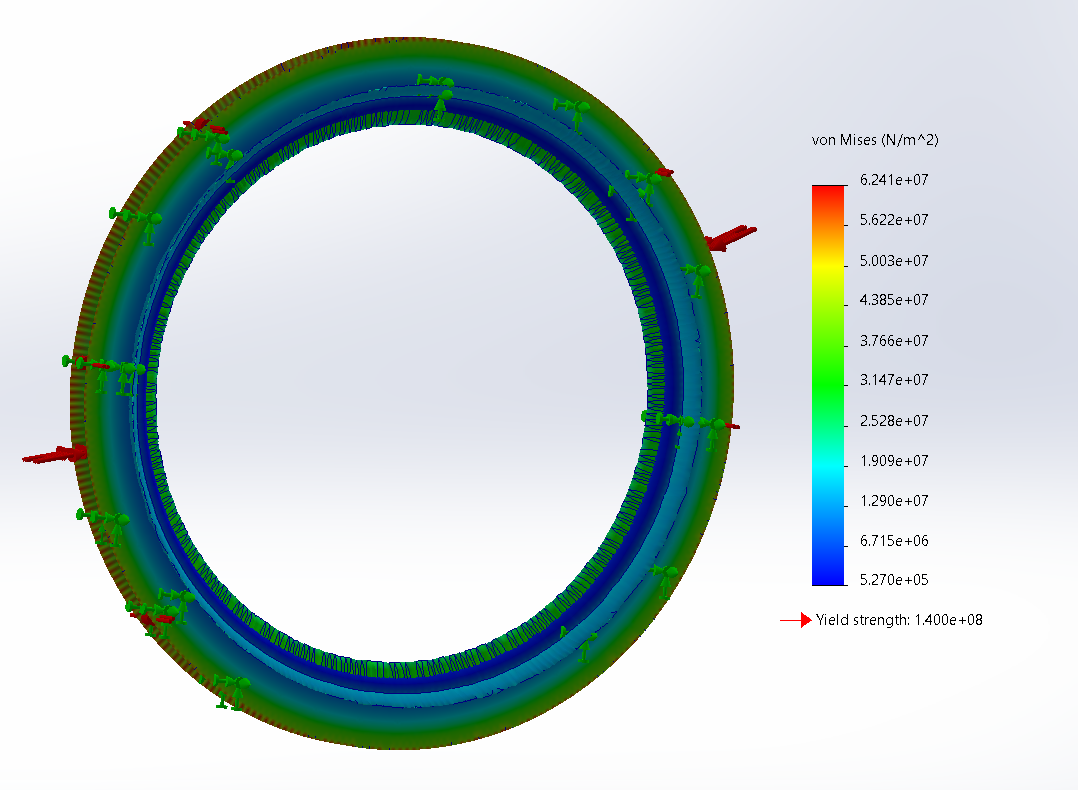 von Mises (N/m^2)
6.241e+07
5.622e+07
5.003e+07
4.385e+07
3.766e+07
3.147e+07
2.528e+07
1.909e+07
1.290e+07
6.715e+06
5.270e+05
Yield strength: 1.400e+08